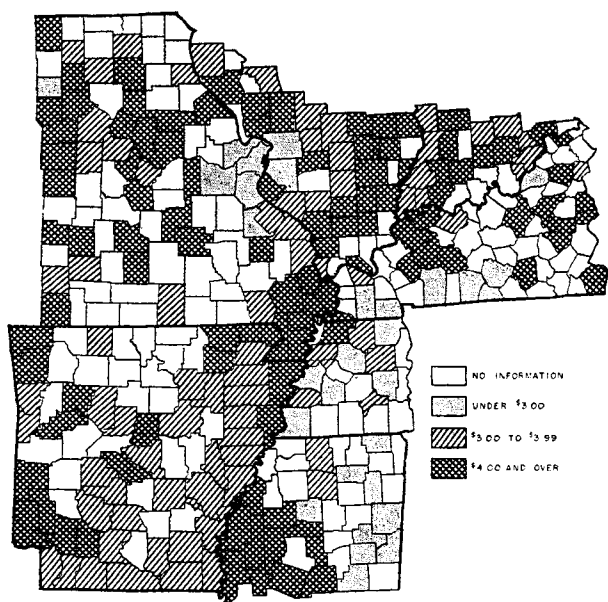 NO INFORMATION
UNDER $3.00
$3.00 TO $3.99
$4.00 AND OVER